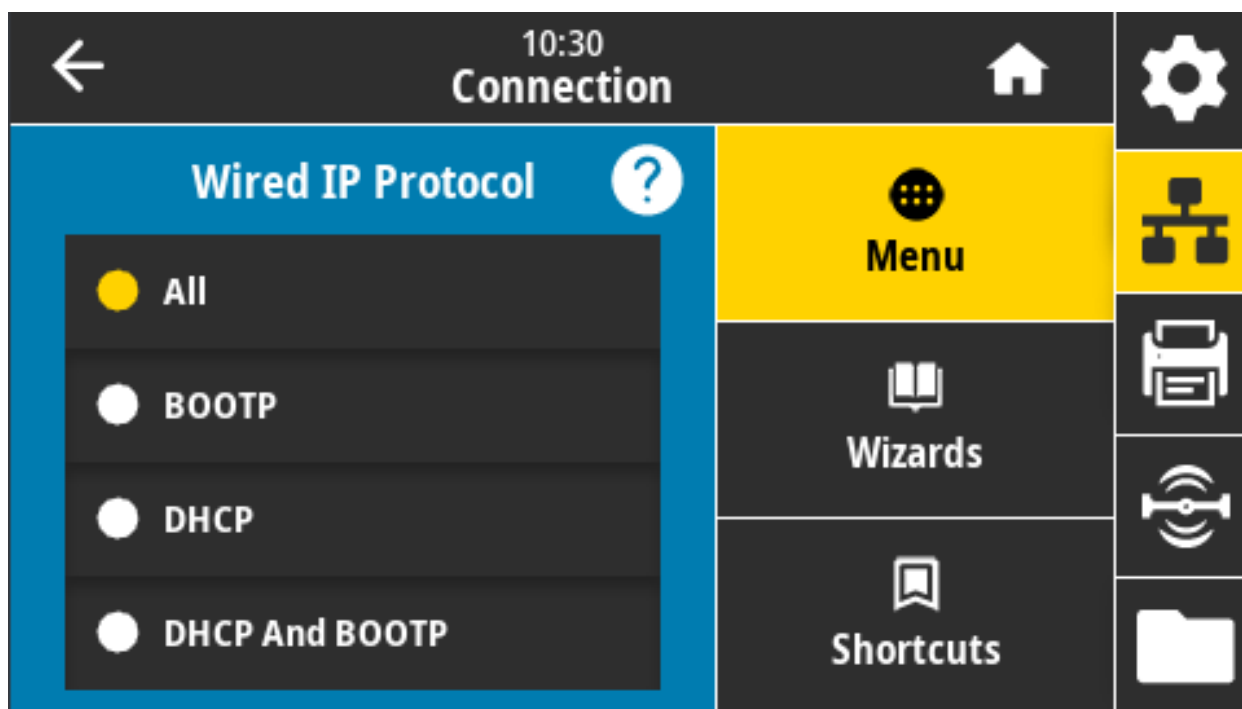 10:30
Connection
Wired IP Protocol
?
All
BOOTP
DHCP
DHCP And BOOTP
Menu
Wizards
Shortcuts